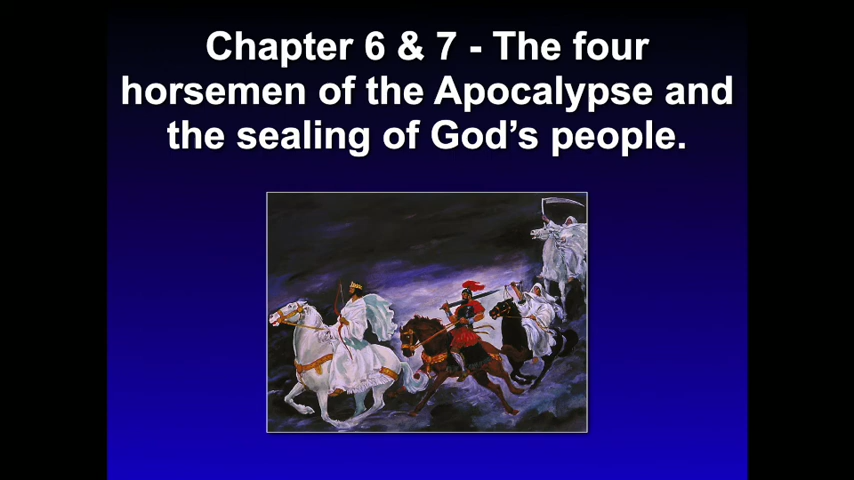 Chapter 6 & 7 - The four
horsemen of the Apocalypse and
the sealing of God’s people.